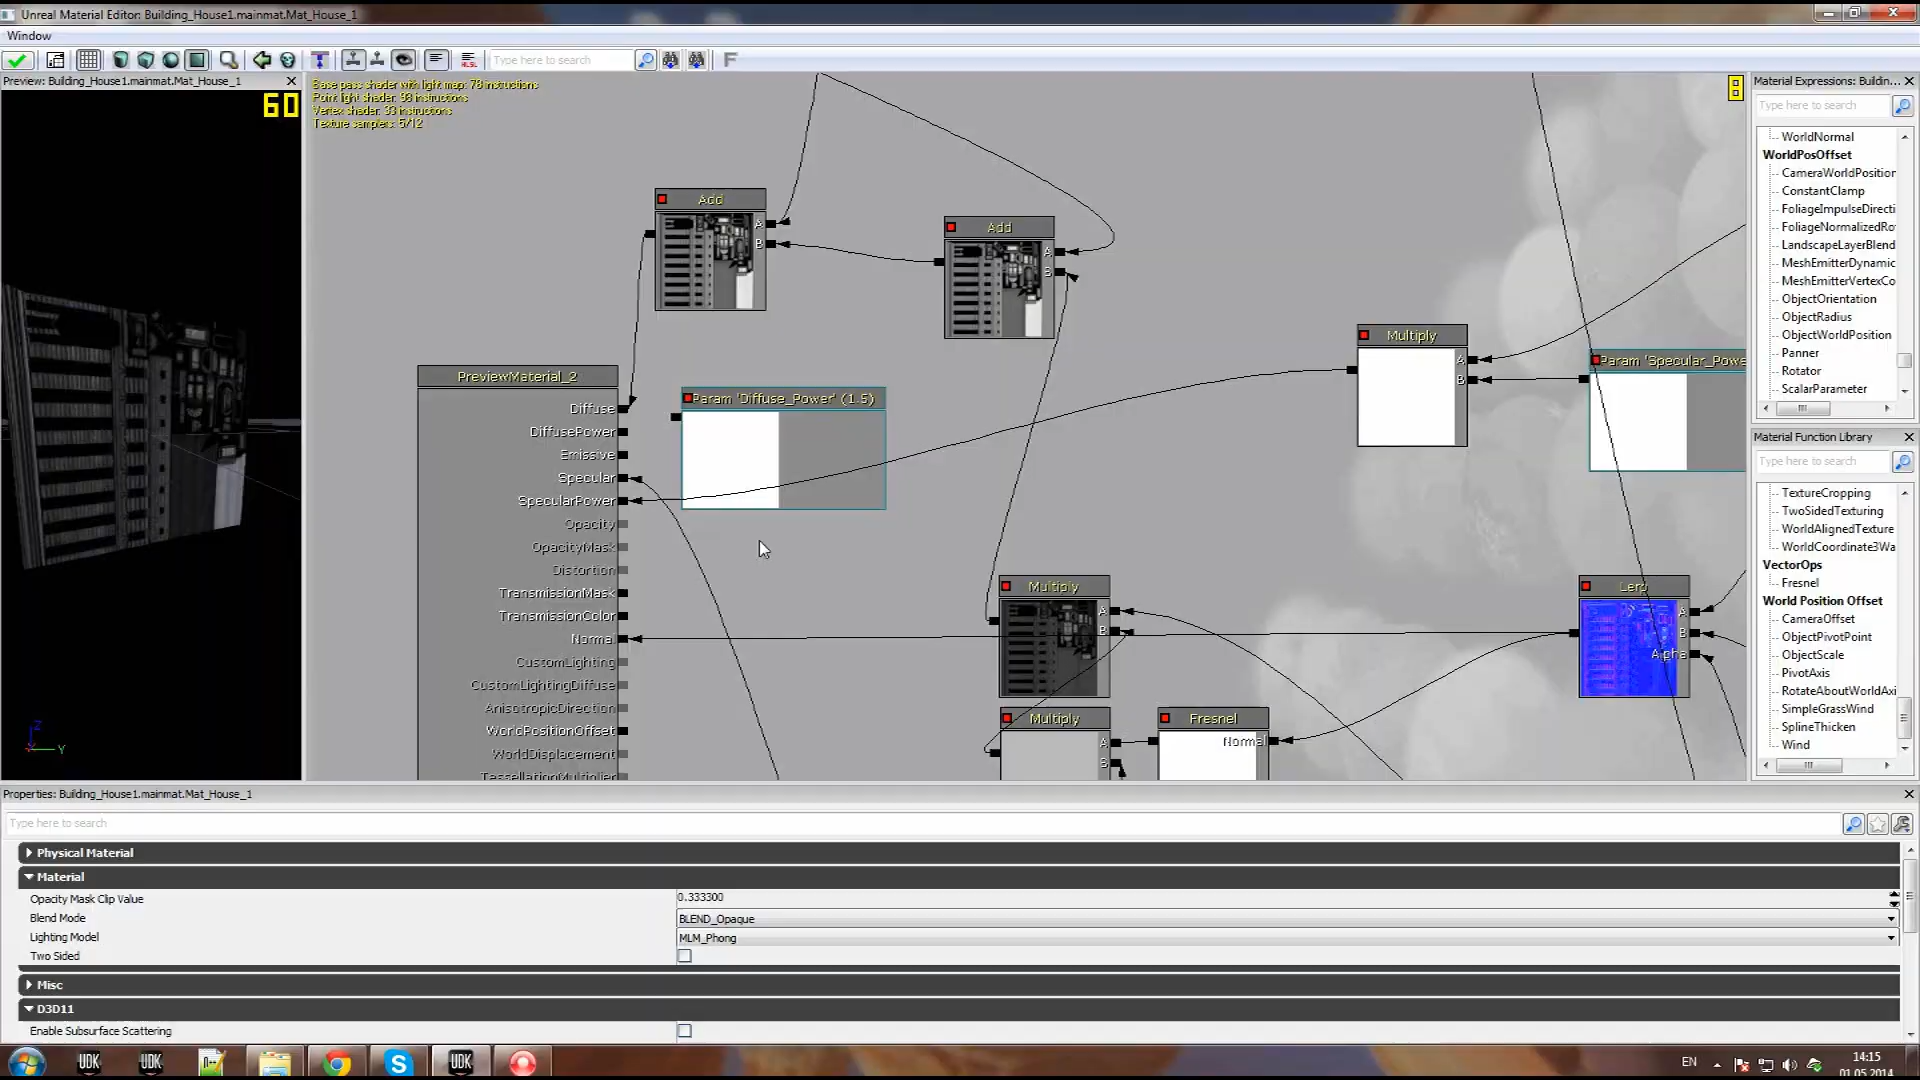 Unreal Material Editor: Building_House1.mainmat.Mat_House_1
Window
Type here to search
F
Preview: Building_House1.mainmat.Mat_House_1
60
Z
Y
Base pass shader with light map: 78 instructions
Point light shader: 98 instructions
Vertex shader: 33 instructions
Texture samplers: 5/12
Add
A
B
Add
A
B
Multiply
A
B
Param 'Specular_Powe
PreviewMaterial_2
Diffuse
DiffusePower
Emissive
Specular
SpecularPower
Opacity
OpacityMask
Distortion
TransmissionMask
TransmissionColor
Normal
CustomLighting
CustomLightingDiffuse
AnisotropicDirection
WorldPositionOffset
WorldDisplacement
TessellationMultiplier
Param 'Diffuse_Power' (1.5)
Multiply
A
B
Multiply
A
B
Fresnel
Normal
Lerp
A
B
Alpha
Material Expressions: Buildin...
Type here to search
WorldNormal
WorldPosOffset
CameraWorldPosition
ConstantClamp
FoliageImpulseDirecti
FoliageNormalizedRo
LandscapeLayerBlend
MeshEmitterDynamic
MeshEmitterVertexCo
ObjectOrientation
ObjectRadius
ObjectWorldPosition
Panner
Rotator
ScalarParameter
Material Function Library
Type here to search
TextureCropping
TwoSidedTexturing
WorldAlignedTexture
WorldCoordinate3Wa
VectorOps
Fresnel
World Position Offset
CameraOffset
ObjectPivotPoint
ObjectScale
PivotAxis
RotateAboutWorldAxi
SimpleGrassWind
SplineThicken
Wind
Properties: Building_House1.mainmat.Mat_House_1
Type here to search
Physical Material
Material
Opacity Mask Clip Value 0.333300
Blend Mode BLEND_Opaque
Lighting Model MLM_Phong
Two Sided
Misc
D3D11
Enable Subsurface Scattering
UDK
UDK
UDK
EN
14:15
01.05.2014